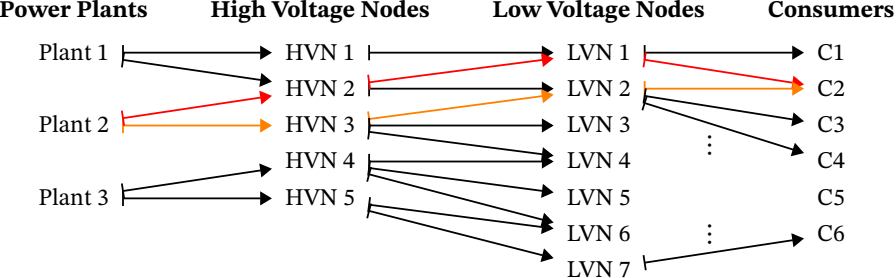 Power Plants High Voltage Nodes Low Voltage Nodes Consumers
Plant 1 HVN 1 LVN 1 C1
HVN 2 LVN 2 C2
Plant 2 HVN 3 LVN 3 C3
HVN 4 LVN 4 C4
Plant 3 HVN 5 LVN 5 C5
LVN 6 C6
LVN 7